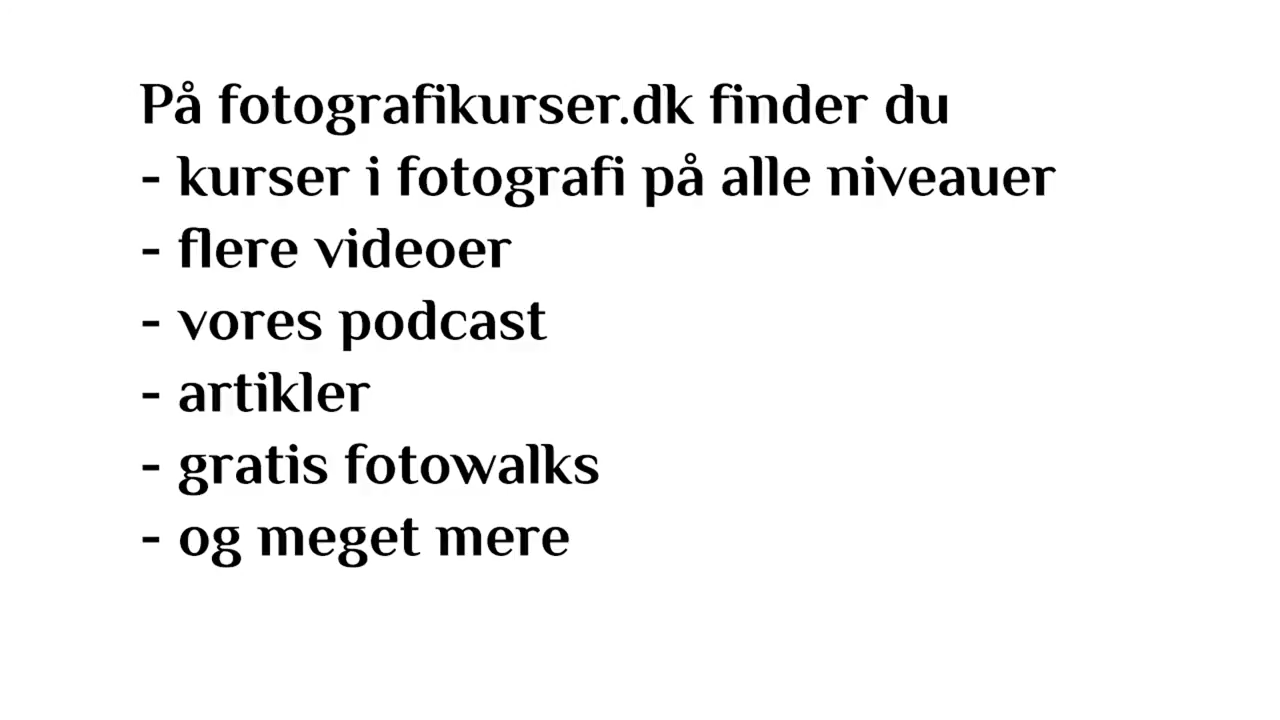 På fotografikurser.dk finder du
- kurser i fotografi på alle niveauer
- flere videoer
- vores podcast
- artikler
- gratis fotowalks
- og meget mere